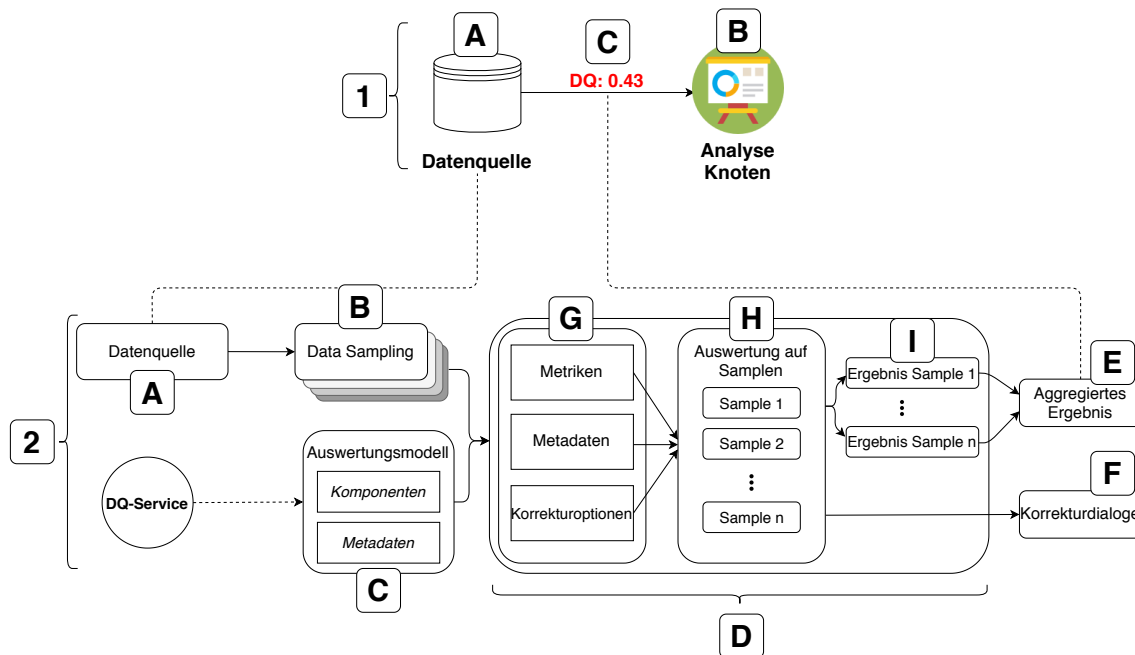 A
C
B
1
DQ: 0.43
Datenquelle
Analyse
Knoten
B
G
H
I
E
Datenquelle
Data Sampling
A
2
DQ-Service
Auswertungsmodell
Komponenten
Metadaten
C
Metriken
Metadaten
Korrekturoptionen
Auswertung auf
Samplen
Sample 1
Sample 2
Sample n
Ergebnis Sample 1
Ergebnis Sample n
Aggregiertes
Ergebnis
F
Korrekturdialoge
D